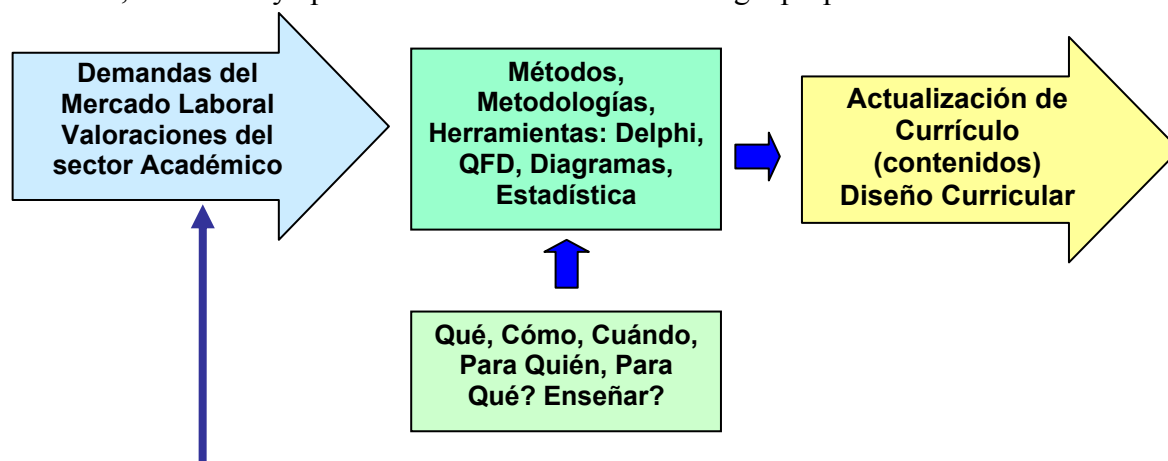 Demandas del
Mercado Laboral
Valoraciones del
sector Académico
Métodos,
Metodologías,
Herramientas: Delphi,
QFD, Diagramas,
Estadística
Actualización de
Currículo
(contenidos)
Diseño Curricular
Qué, Cómo, Cuándo,
Para Quién, Para
Qué? Enseñar?